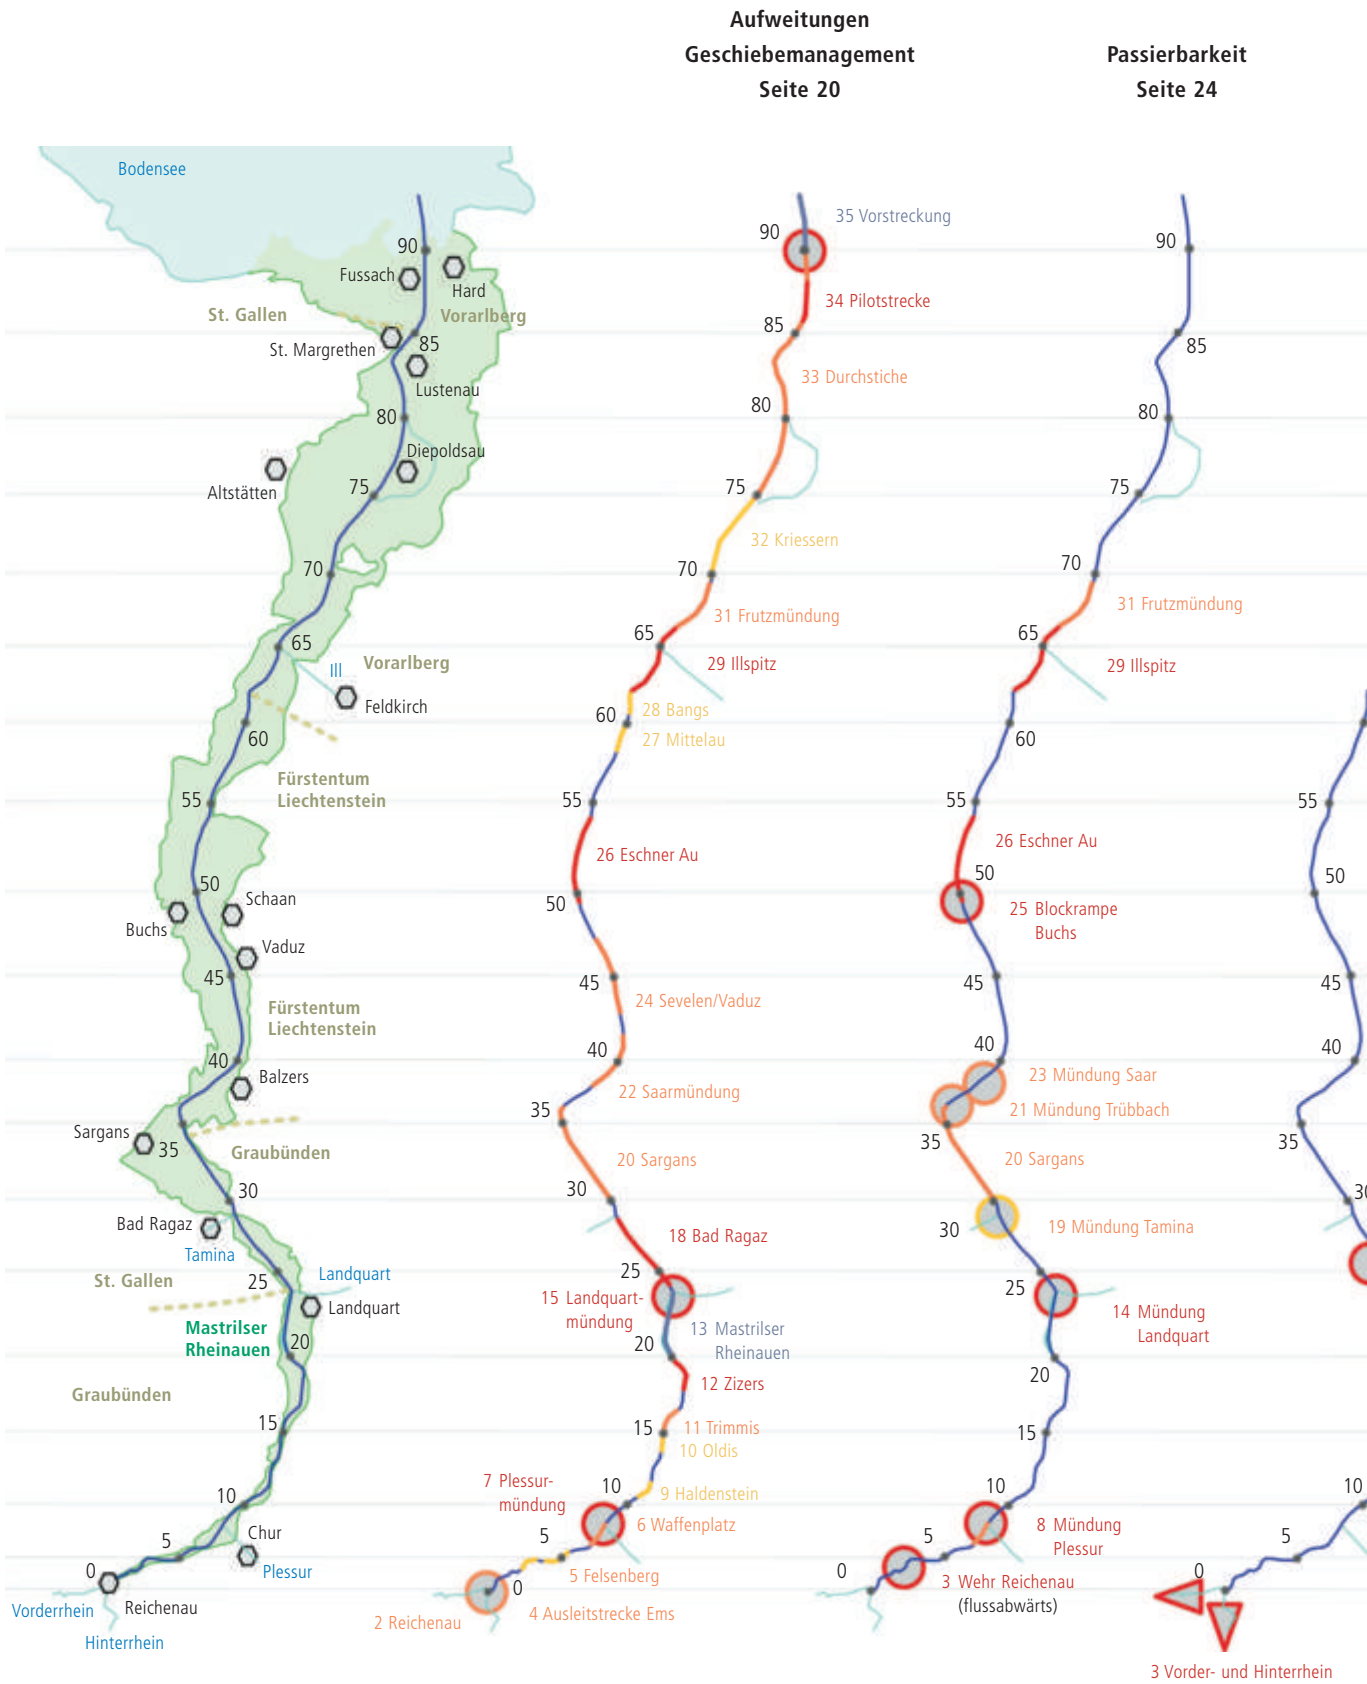 Aufweitungen
Geschiebemanagement
Seite 20
Passierbarkeit
Seite 24
Bodensee
90
Fussach
Hard
St. Gallen
Vorarlberg
St. Margrethen
85
Lustenau
80
Diepoldsau
Altstätten
75
70
65
Ill
Vorarlberg
Feldkirch
60
Fürstentum
Liechtenstein
55
50
Schaan
Buchs
Vaduz
45
Fürstentum
Liechtenstein
40
Balzers
Sargans
35
Graubünden
30
Bad Ragaz
Tamina
25
St. Gallen
Landquart
Landquart
Mastrilser
Rheinauen
20
Graubünden
15
10
Chur
5
Plessur
0
Reichenau
Vorderrhein
Hinterrhein
35 Vorstreckung
90
34 Pilotstrecke
85
33 Durchstiche
80
75
32 Kriessern
70
31 Frutzmündung
65
29 Illspitz
28 Bangs
60
27 Mittelau
55
26 Eschner Au
50
45
24 Sevelen/Vaduz
40
22 Saarmündung
35
20 Sargans
30
18 Bad Ragaz
25
15 Landquart-
mündung
13 Mastrilser
Rheinauen
20
12 Zizers
15
11 Trimmis
10 Oldis
7 Plessur-
mündung
10
9 Haldenstein
6 Waffenplatz
5
5 Felsenberg
0
4 Ausleitstrecke Ems
2 Reichenau
90
85
80
75
70
31 Frutzmündung
65
29 Illspitz
60
55
26 Eschner Au
50
25 Blockrampe
Buchs
45
40
23 Mündung Saar
21 Mündung Trübbach
35
20 Sargans
30
19 Mündung Tamina
25
14 Mündung
Landquart
20
15
10
8 Mündung
Plessur
5
0
3 Wehr Reichenau
(flussabwärts)
55
50
45
40
35
30
10
5
0
3 Vorder- und Hinterrhein